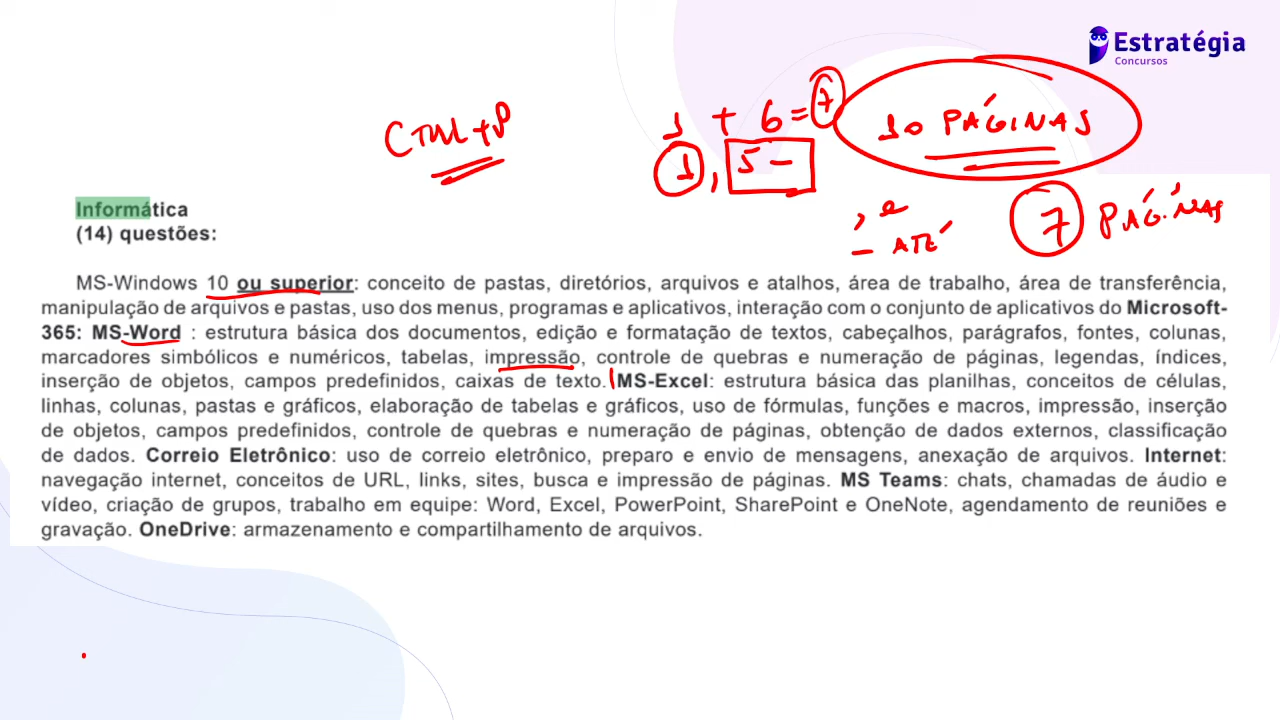 Estratégia
Concursos
CTRL+P
1 + 6 = 7
10 PÁGINAS
1, 5 -
, e
- ATÉ
7 PÁGINAS
Informática
(14) questões:
MS-Windows 10 ou superior: conceito de pastas, diretórios, arquivos e atalhos, área de trabalho, área de transferência,
manipulação de arquivos e pastas, uso dos menus, programas e aplicativos, interação com o conjunto de aplicativos do Microsoft-
365: MS-Word : estrutura básica dos documentos, edição e formatação de textos, cabeçalhos, parágrafos, fontes, colunas,
marcadores simbólicos e numéricos, tabelas, impressão, controle de quebras e numeração de páginas, legendas, índices,
inserção de objetos, campos predefinidos, caixas de texto. MS-Excel: estrutura básica das planilhas, conceitos de células,
linhas, colunas, pastas e gráficos, elaboração de tabelas e gráficos, uso de fórmulas, funções e macros, impressão, inserção
de objetos, campos predefinidos, controle de quebras e numeração de páginas, obtenção de dados externos, classificação
de dados. Correio Eletrônico: uso de correio eletrônico, preparo e envio de mensagens, anexação de arquivos. Internet:
navegação internet, conceitos de URL, links, sites, busca e impressão de páginas. MS Teams: chats, chamadas de áudio e
vídeo, criação de grupos, trabalho em equipe: Word, Excel, PowerPoint, SharePoint e OneNote, agendamento de reuniões e
gravação. OneDrive: armazenamento e compartilhamento de arquivos.